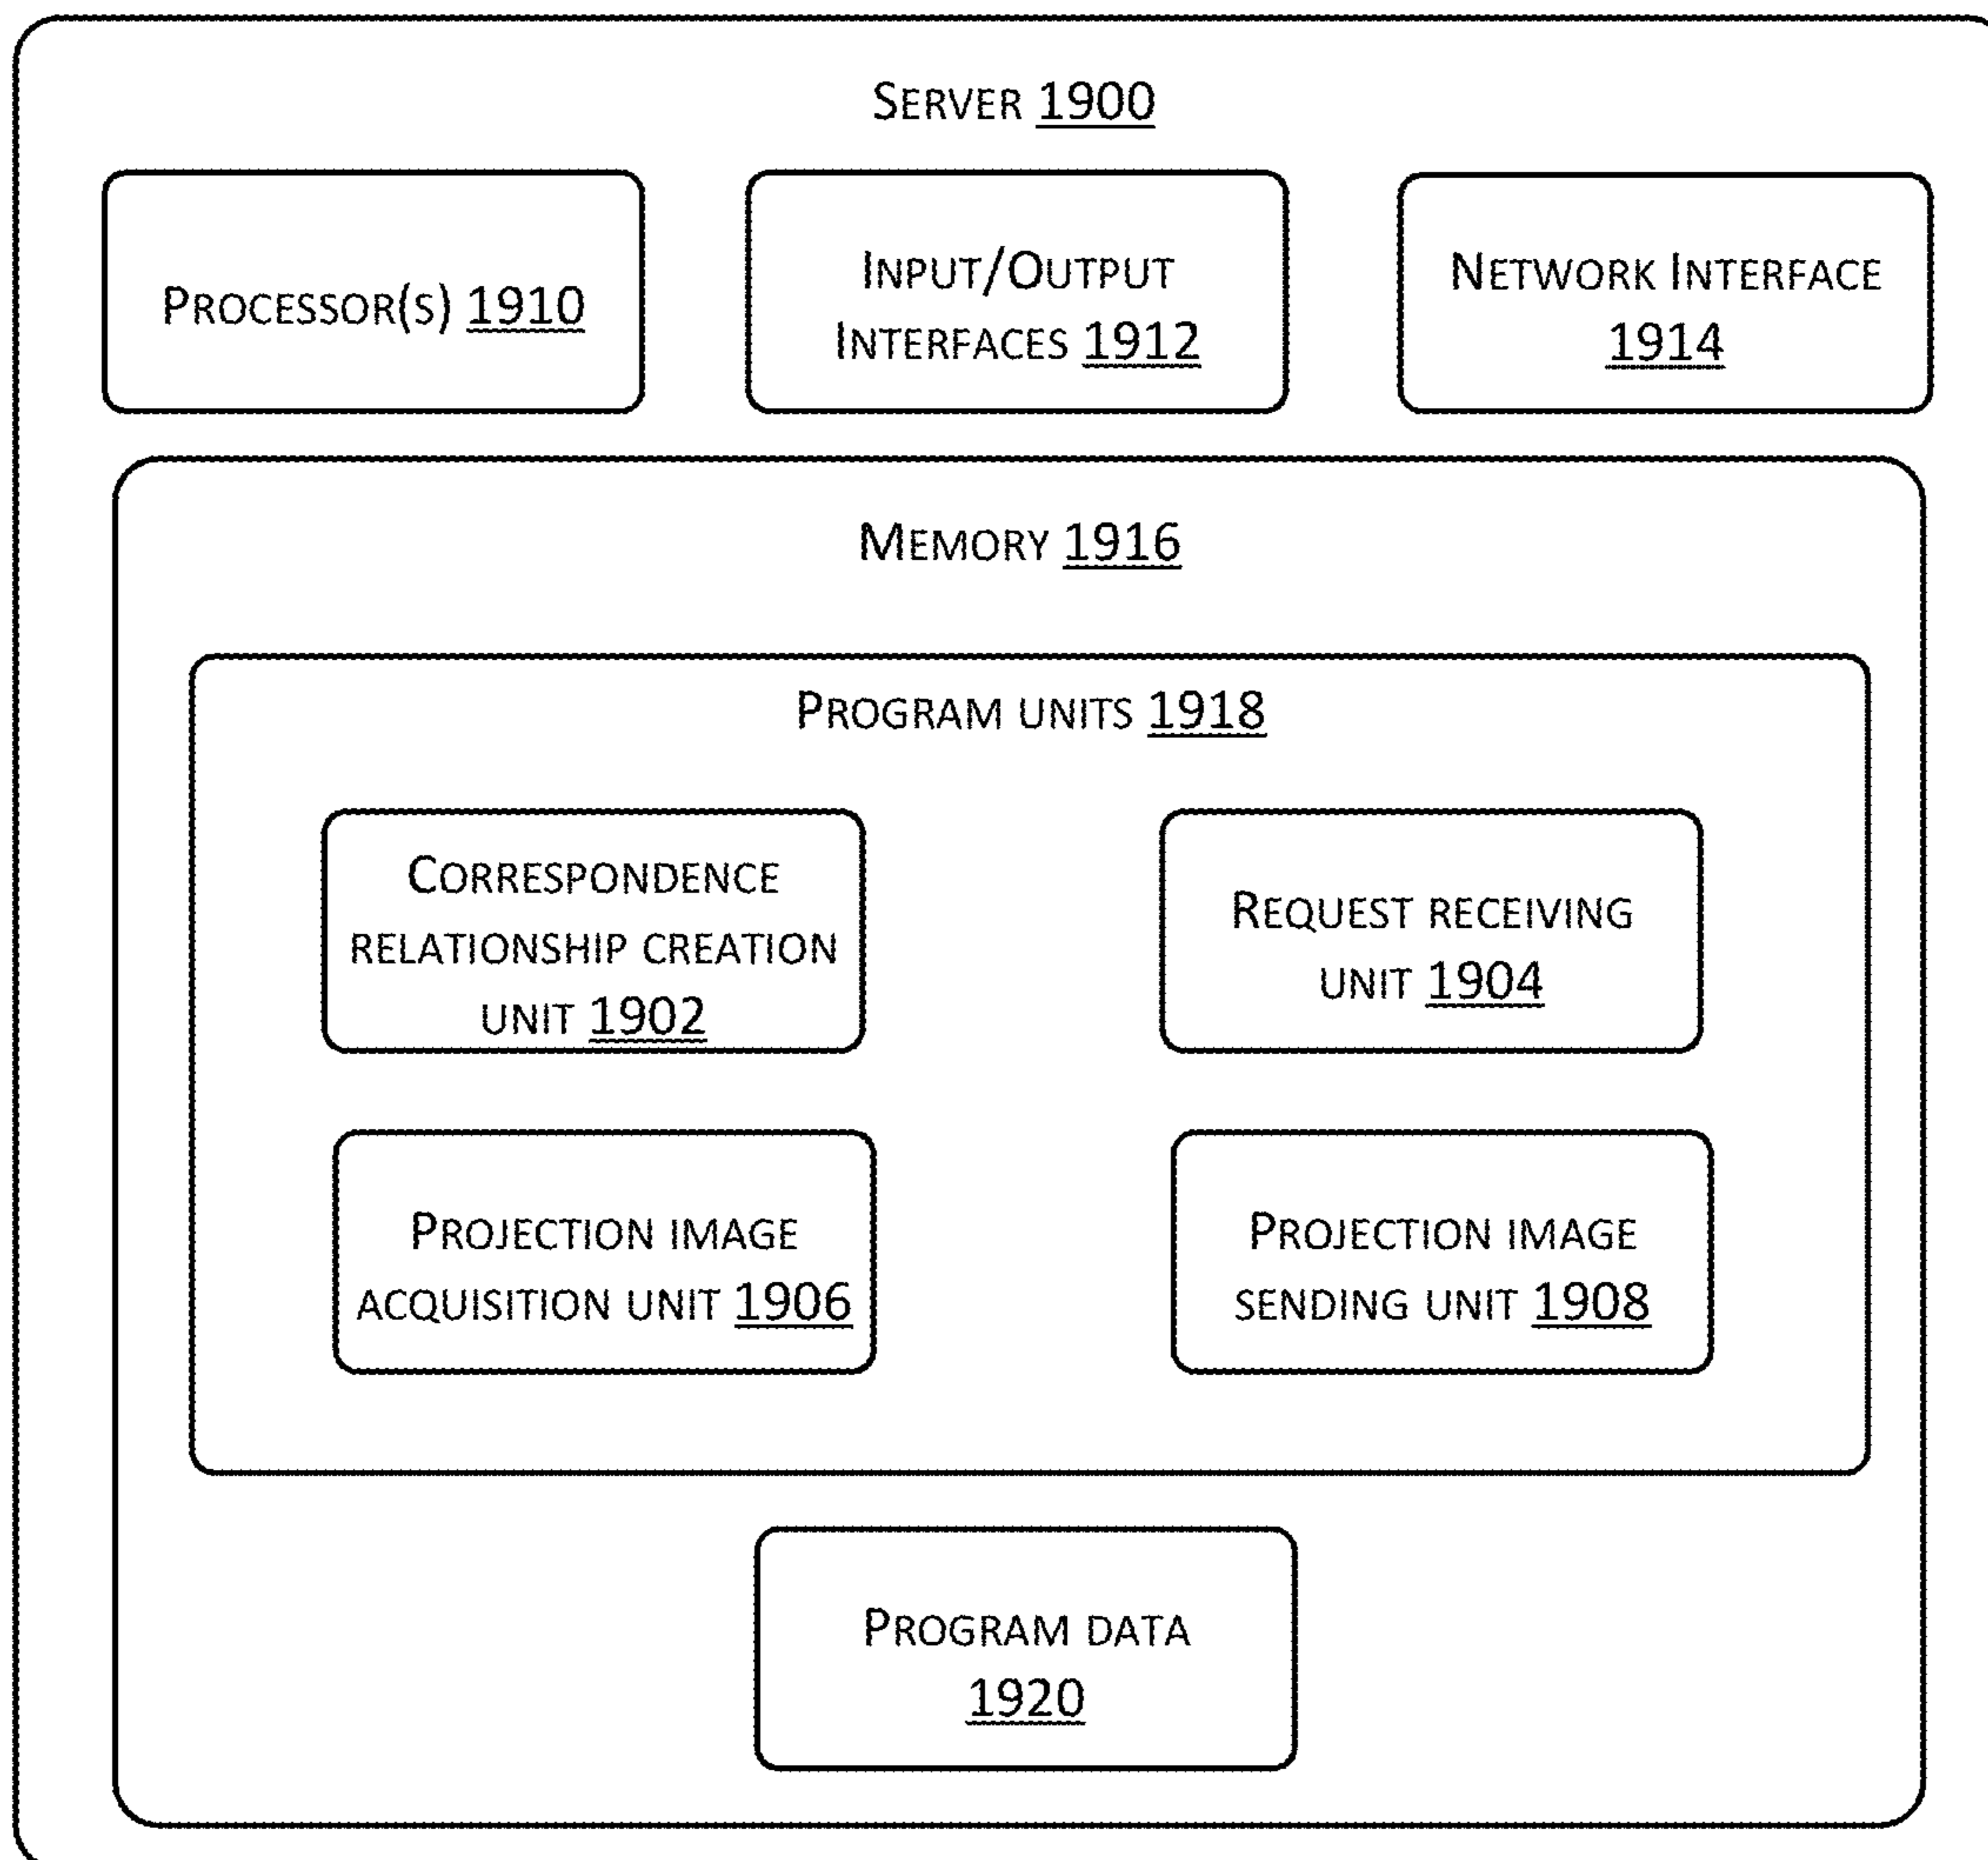 SERVER 1900
PROCESSOR(S) 1910
INPUT/OUTPUT
INTERFACES 1912
NETWORK INTERFACE
1914
MEMORY 1916
PROGRAM UNITS 1918
CORRESPONDENCE
RELATIONSHIP CREATION
UNIT 1902
REQUEST RECEIVING
UNIT 1904
PROJECTION IMAGE
ACQUISITION UNIT 1906
PROJECTION IMAGE
SENDING UNIT 1908
PROGRAM DATA
1920